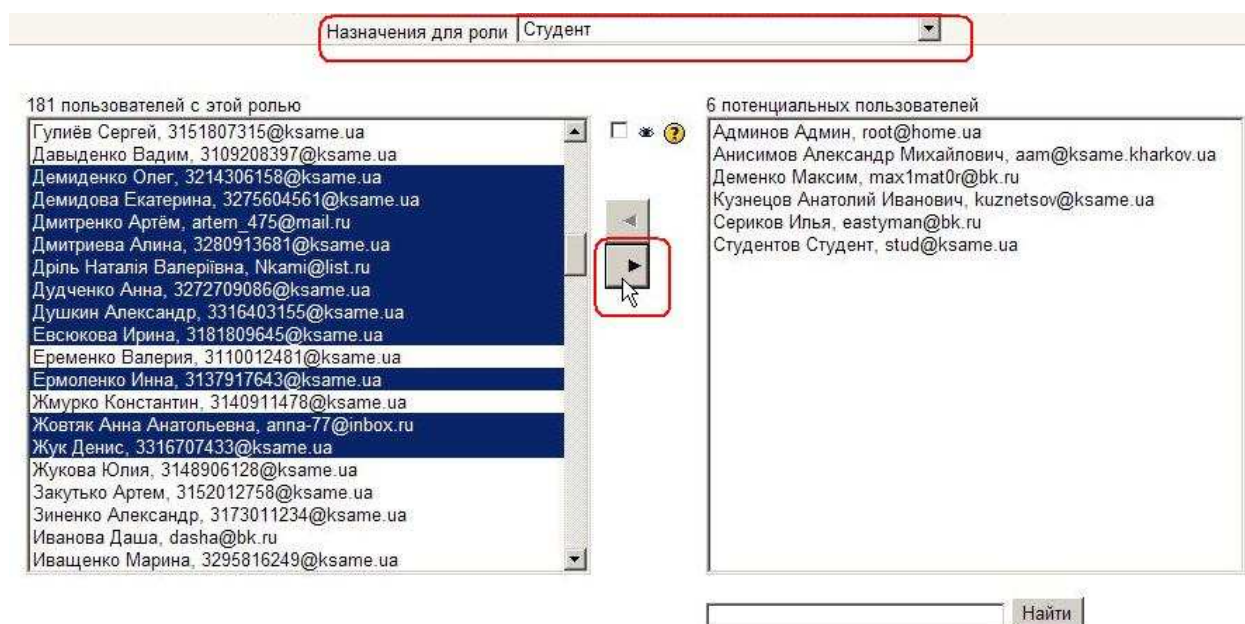 Назначения для роли Студент
181 пользователей с этой ролью
Гулиёв Сергей, 3151807315@ksame.ua
Давыденко Вадим, 3109208397@ksame.ua
Демиденко Олег, 3214306158@ksame.ua
Демидова Екатерина, 3275604561@ksame.ua
Дмитренко Артём, artem_475@mail.ru
Дмитриева Алина, 3280913681@ksame.ua
Дріль Наталія Валеріївна, Nkami@list.ru
Дудченко Анна, 3272709086@ksame.ua
Душкин Александр, 3316403155@ksame.ua
Евсюкова Ирина, 3181809645@ksame.ua
Еременко Валерия, 3110012481@ksame.ua
Ермоленко Инна, 3137917643@ksame.ua
Жмурко Константин, 3140911478@ksame.ua
Жовтяк Анна Анатольевна, anna-77@inbox.ru
Жук Денис, 3316707433@ksame.ua
Жукова Юлия, 3148906128@ksame.ua
Закутько Артем, 3152012758@ksame.ua
Зиненко Александр, 3173011234@ksame.ua
Иванова Даша, dasha@bk.ru
Иващенко Марина, 3295816249@ksame.ua
?
6 потенциальных пользователей
Админов Админ, root@home.ua
Анисимов Александр Михайлович, aam@ksame.kharkov.ua
Деменко Максим, max1mat0r@bk.ru
Кузнецов Анатолий Иванович, kuznetsov@ksame.ua
Сериков Илья, eastyman@bk.ru
Студентов Студент, stud@ksame.ua
Найти